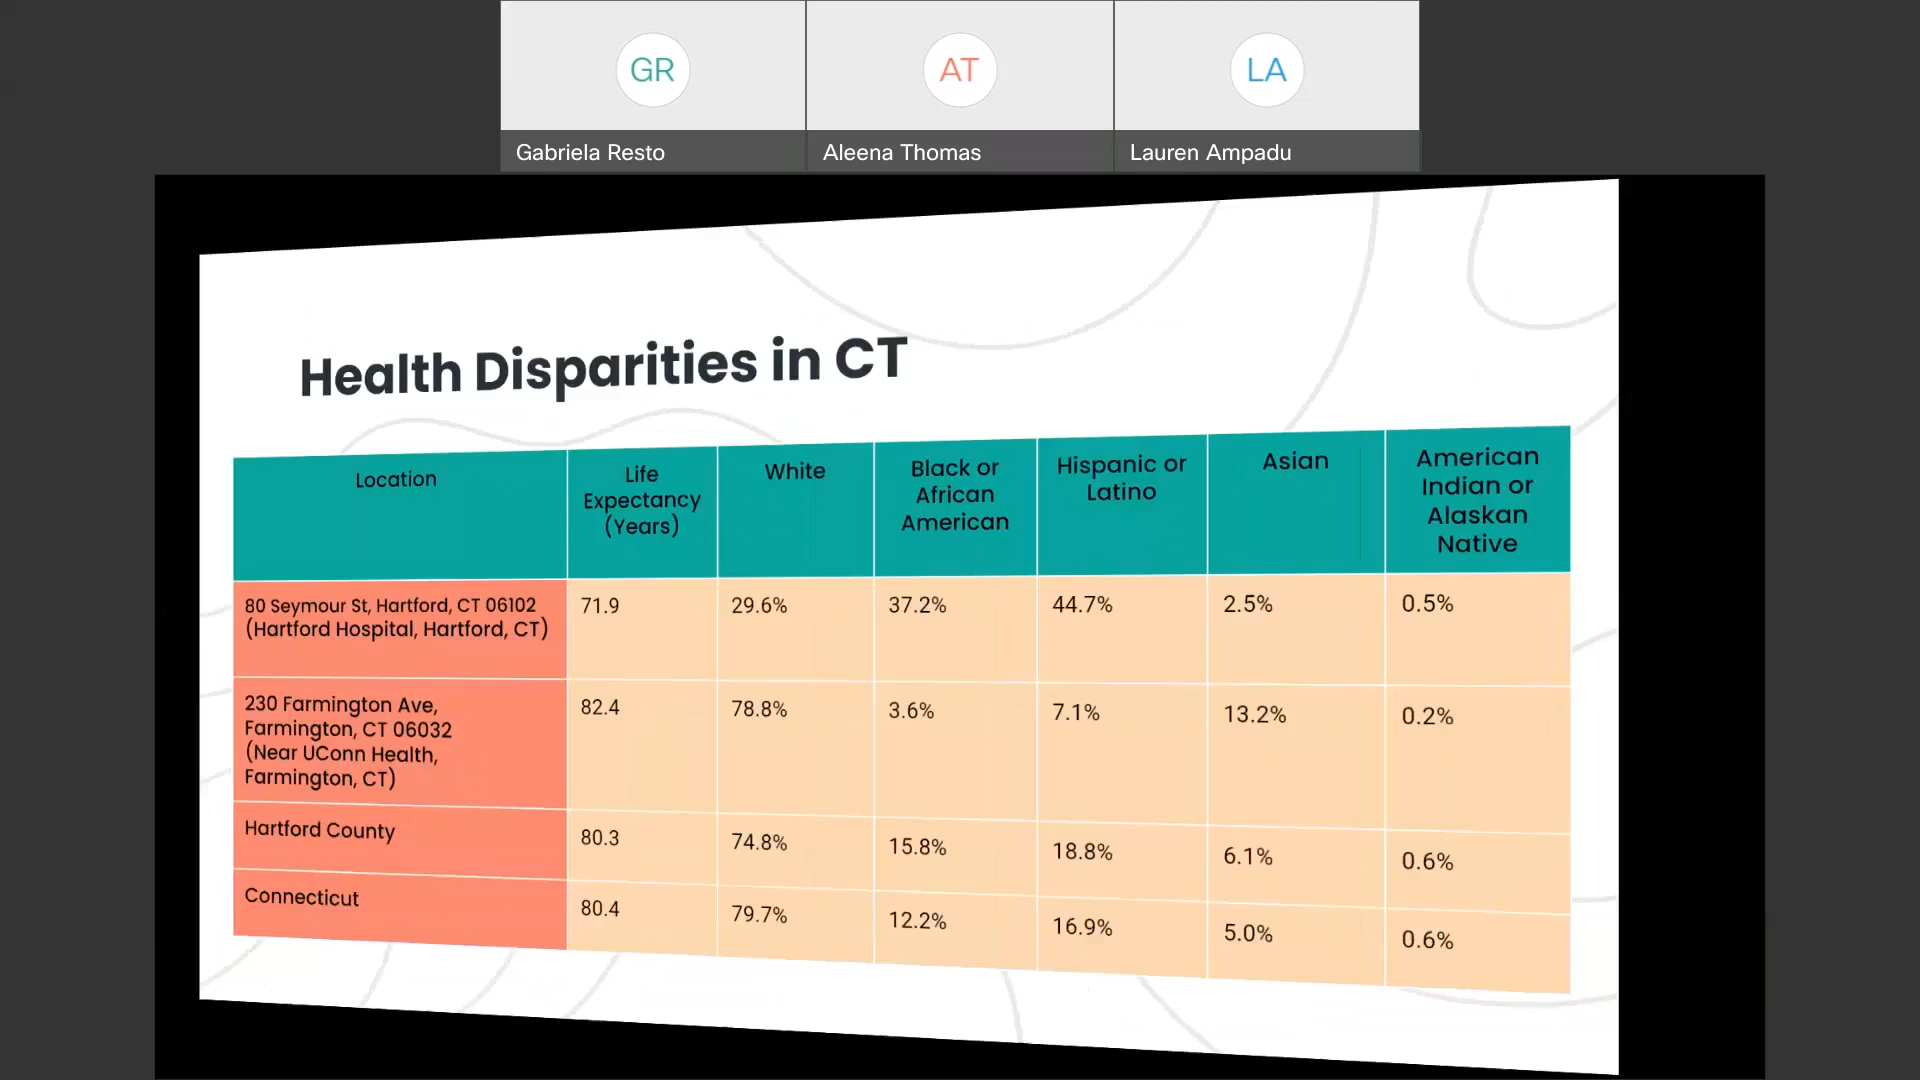 GR
AT
LA
Gabriela Resto
Aleena Thomas
Lauren Ampadu
Health Disparities in CT
Location
Life
Expectancy
(Years)
White
Black or
African
American
Hispanic or
Latino
Asian
American
Indian or
Alaskan
Native
80 Seymour St, Hartford, CT 06102
(Hartford Hospital, Hartford, CT)
71.9
29.6%
37.2%
44.7%
2.5%
0.5%
230 Farmington Ave,
Farmington, CT 06032
(Near UConn Health,
Farmington, CT)
82.4
78.8%
3.6%
7.1%
13.2%
0.2%
Hartford County
80.3
74.8%
15.8%
18.8%
6.1%
0.6%
Connecticut
80.4
79.7%
12.2%
16.9%
5.0%
0.6%